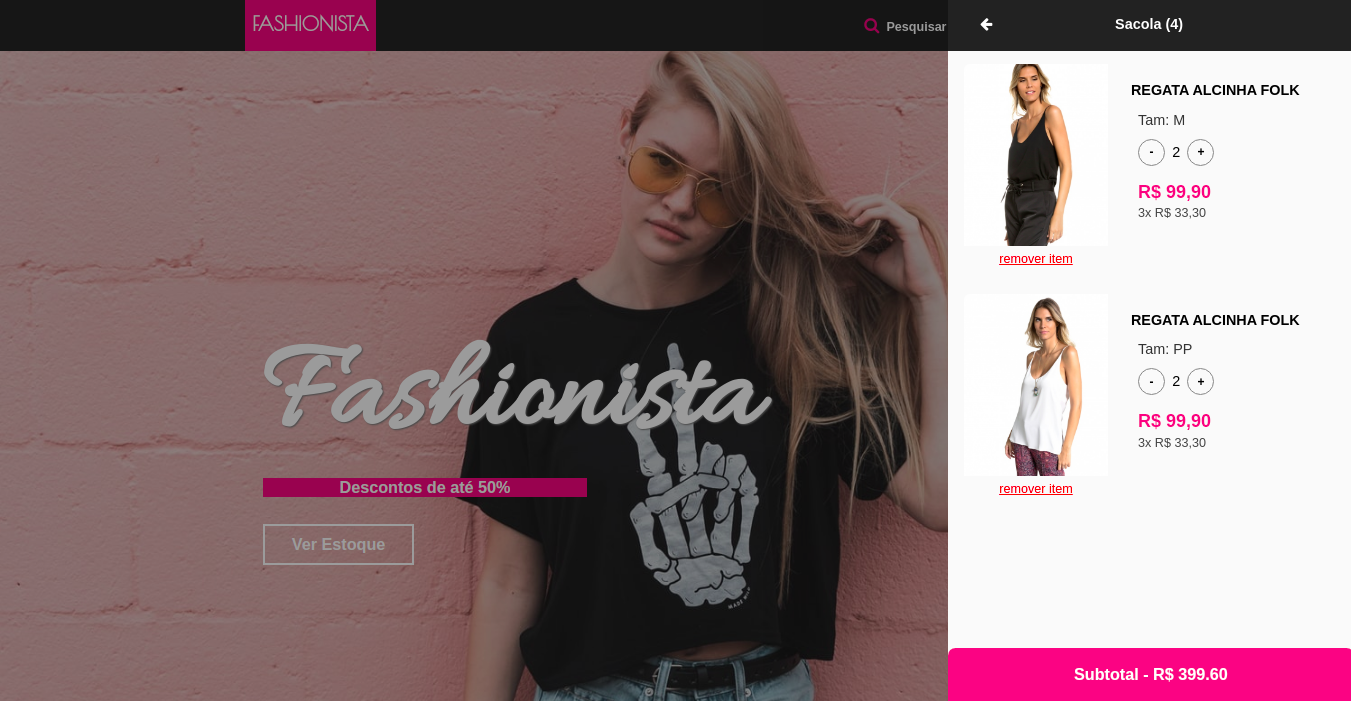 FASHIONISTA
Pesquisar
Sacola (4)
Fashionista
Descontos de até 50%
Ver Estoque
MADE WITH
REGATA ALCINHA FOLK
Tam: M
- 2 +
R$ 99,90
3x R$ 33,30
remover item
REGATA ALCINHA FOLK
Tam: PP
- 2 +
R$ 99,90
3x R$ 33,30
remover item
Subtotal - R$ 399.60